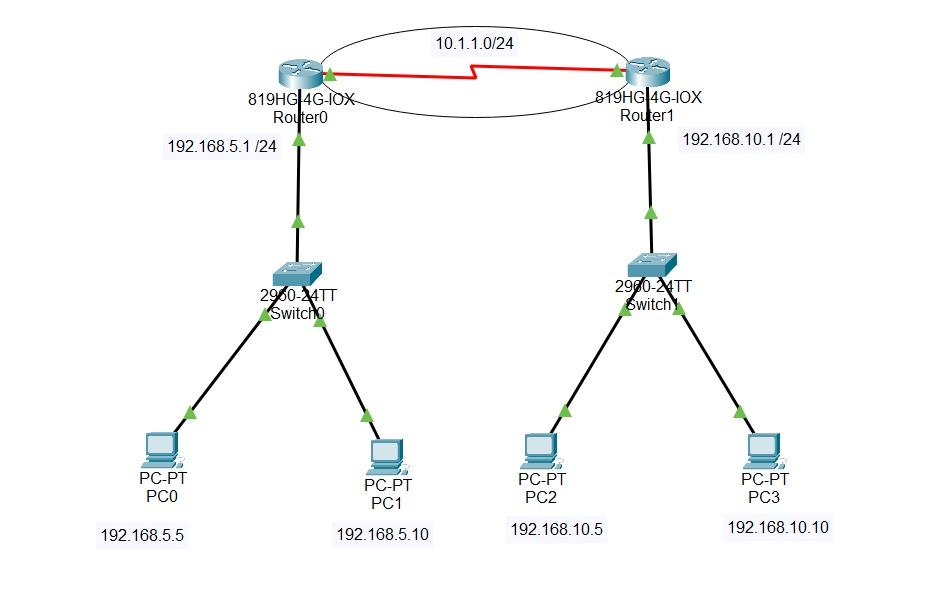 10.1.1.0/24
819HG-4G-IOX
Router0
819HG-4G-IOX
Router1
192.168.5.1 /24
192.168.10.1 /24
2960-24TT
Switch0
2960-24TT
Switch1
PC-PT
PC0
PC-PT
PC1
PC-PT
PC2
PC-PT
PC3
192.168.5.5
192.168.5.10
192.168.10.5
192.168.10.10